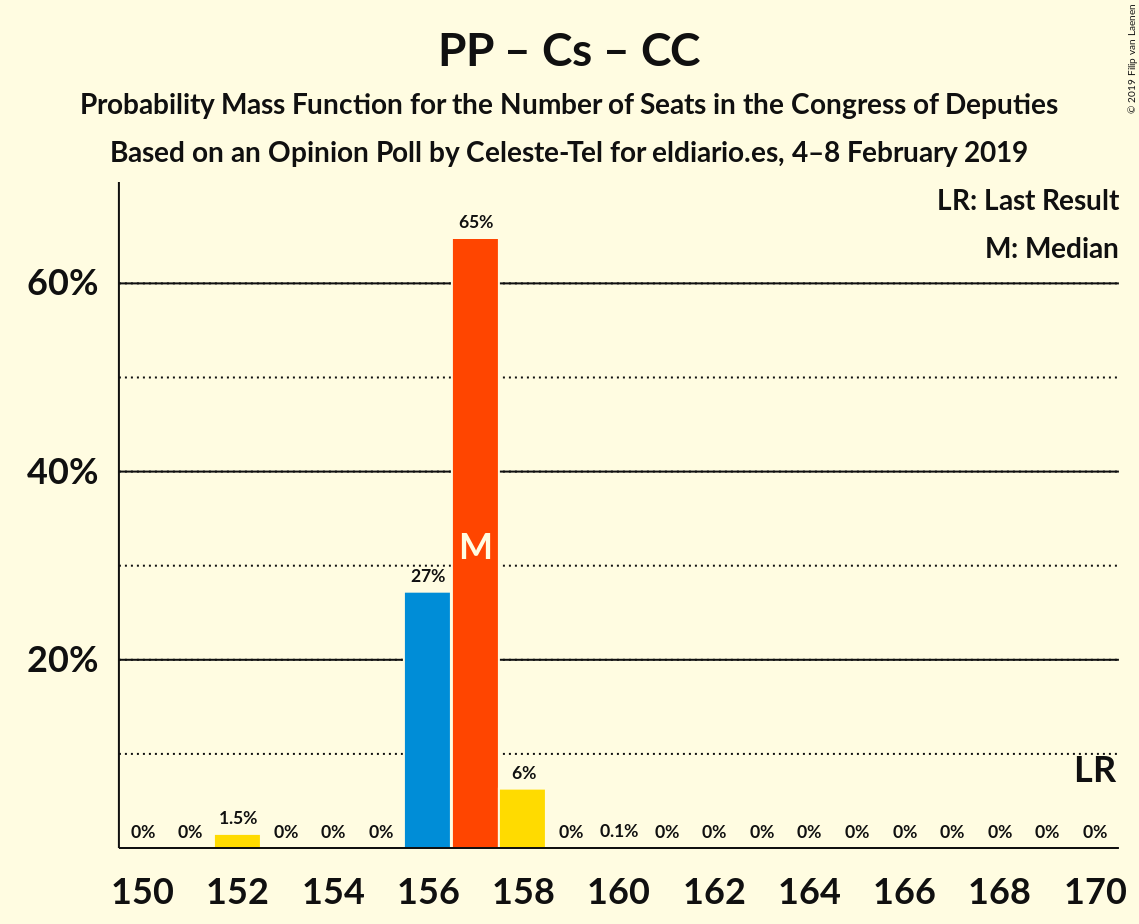 PP – Cs – CC
Probability Mass Function for the Number of Seats in the Congress of Deputies
Based on an Opinion Poll by Celeste-Tel for eldiario.es, 4–8 February 2019
© 2019 Filip van Laenen
LR: Last Result
M: Median
65%
60%
40%
M
27%
20%
LR
6%
1.5%
0% 0% 0% 0% 0% 0% 0.1% 0% 0% 0% 0% 0% 0% 0% 0% 0% 0%
150 152 154 156 158 160 162 164 166 168 170